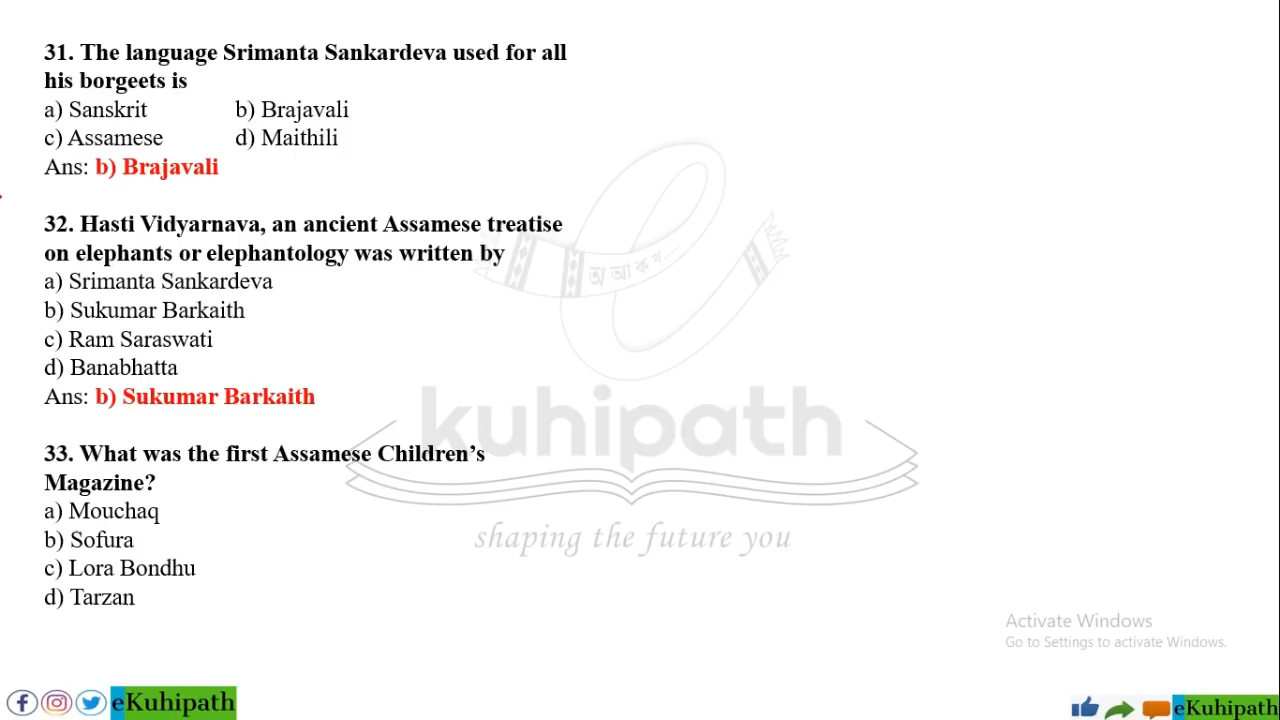 31. The language Srimanta Sankardeva used for all
his borgeets is
a) Sanskrit b) Brajavali
c) Assamese d) Maithili
Ans: b) Brajavali
32. Hasti Vidyarnava, an ancient Assamese treatise
on elephants or elephantology was written by
a) Srimanta Sankardeva
b) Sukumar Barkaith
c) Ram Saraswati
d) Banabhatta
Ans: b) Sukumar Barkaith
33. What was the first Assamese Children's
Magazine?
a) Mouchaq
b) Sofura
c) Lora Bondhu
d) Tarzan
অ আ ক খ...
kuhipath
shaping the future you
Activate Windows
Go to Settings to activate Windows.
eKuhipath
eKuhipath